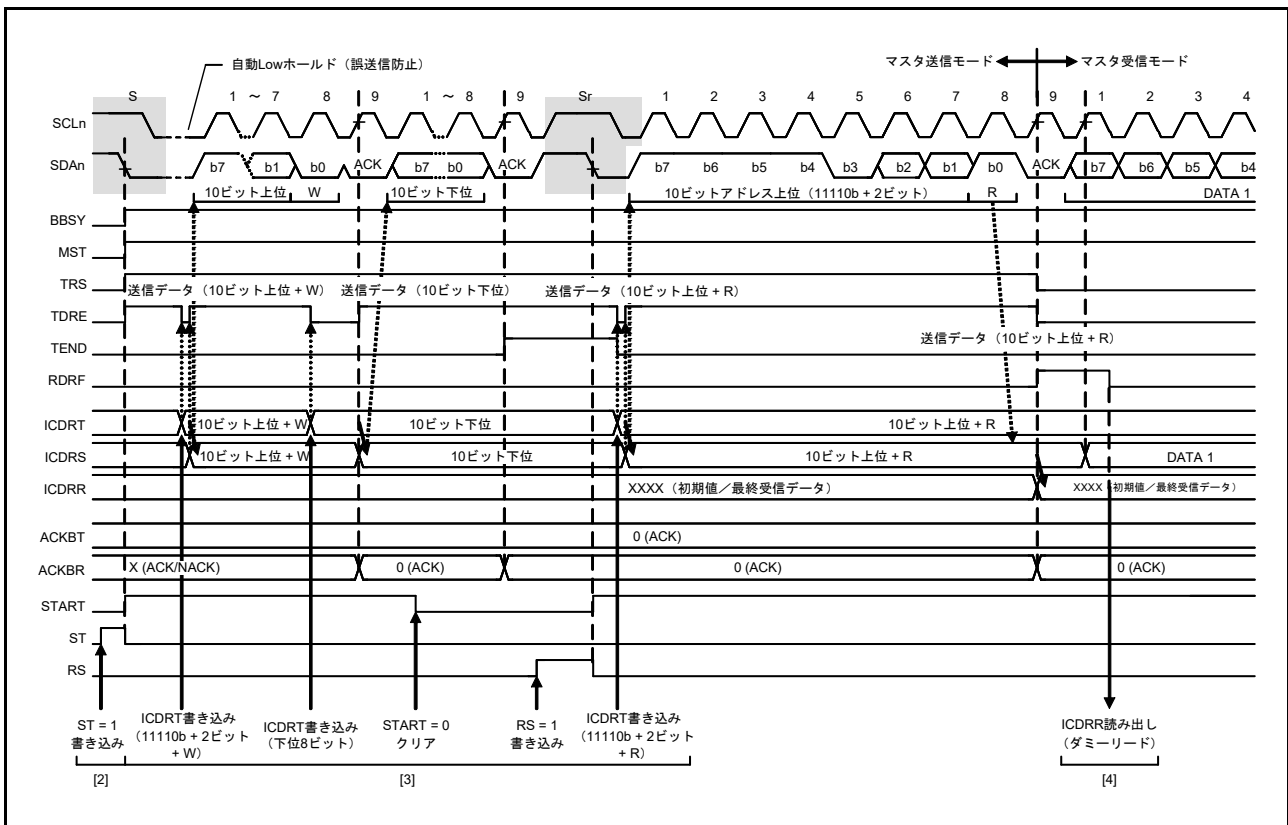 自動Lowホールド（誤送信防止）
マスタ送信モード
マスタ受信モード
S
1 ～ 7 8 9 1 ～ 8 9
Sr
1 2 3 4 5 6 7 8 9 1 2 3 4
SCLn
SDAn
b7 b1 b0 ACK b7 b0 ACK b7 b6 b5 b4 b3 b2 b1 b0 ACK b7 b6 b5 b4
10ビット上位 W 10ビット下位 10ビットアドレス上位（11110b + 2ビット） R DATA 1
BBSY
MST
TRS
送信データ（10ビット上位 + W） 送信データ（10ビット下位） 送信データ（10ビット上位 + R）
TDRE
送信データ（10ビット上位 + R）
TEND
RDRF
ICDRT
10ビット上位 + W 10ビット下位 10ビット上位 + R
ICDRS
10ビット上位 + W 10ビット下位 10ビット上位 + R DATA 1
ICDRR
XXXX（初期値／最終受信データ） XXXX（初期値／最終受信データ）
ACKBT
0 (ACK)
ACKBR
X (ACK/NACK) 0 (ACK) 0 (ACK) 0 (ACK)
START
ST
RS
ST = 1
書き込み
ICDRT書き込み
（11110b + 2ビット
+ W）
ICDRT書き込み
（下位8ビット）
START = 0
クリア
RS = 1
書き込み
ICDRT書き込み
（11110b + 2ビット
+ R）
ICDRR読み出し
（ダミーリード）
[2]
[3]
[4]